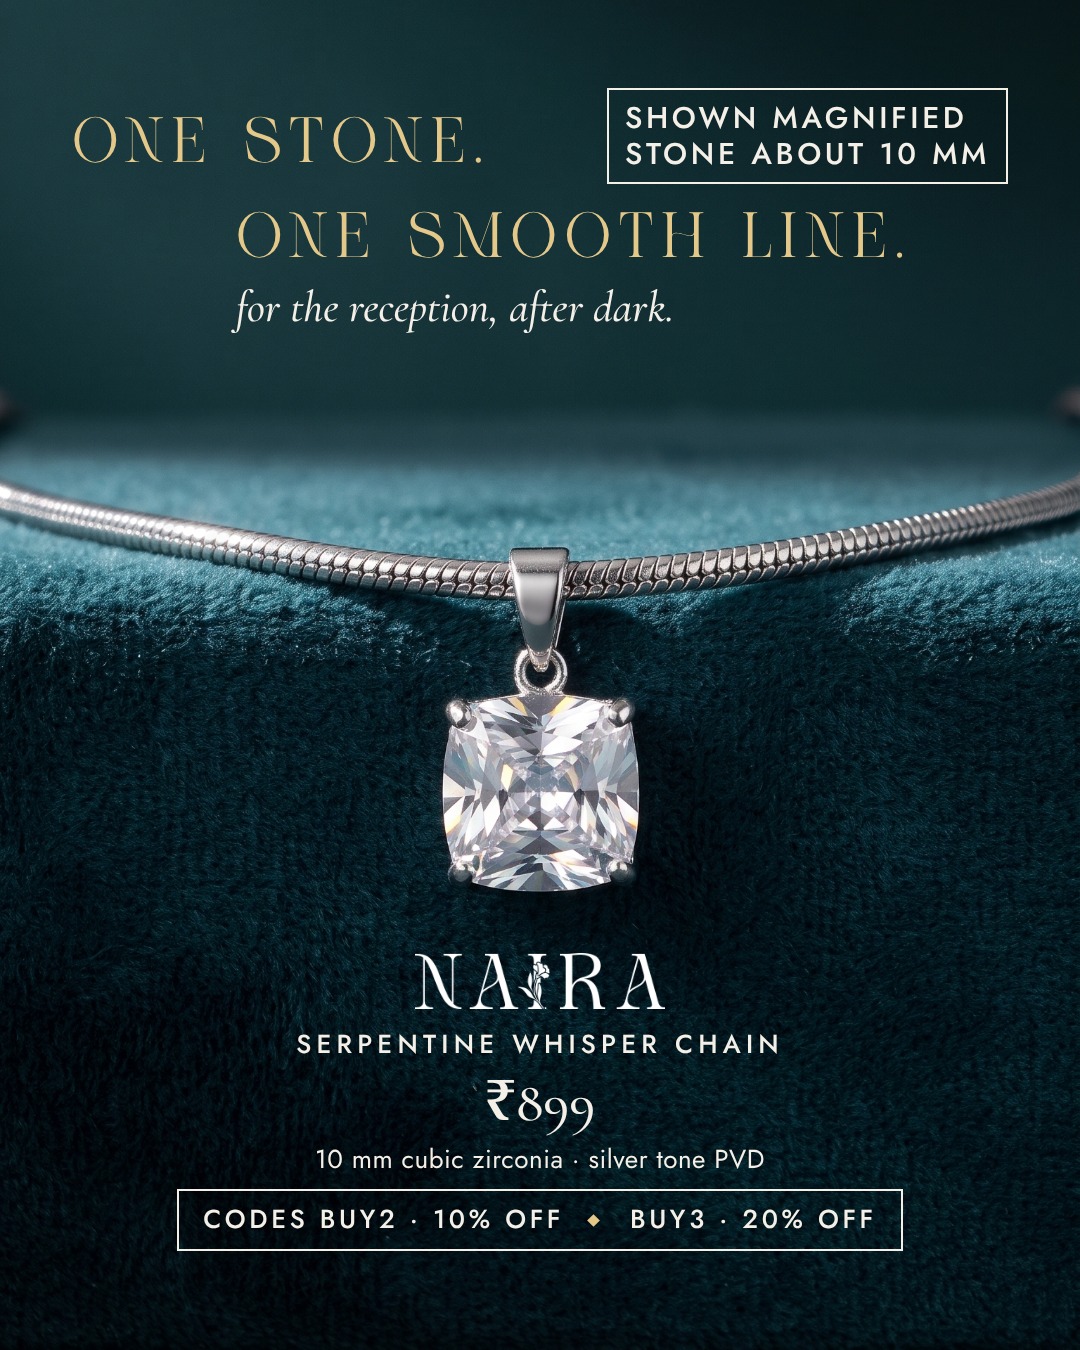 ONE STONE.
SHOWN MAGNIFIED
STONE ABOUT 10 MM
ONE SMOOTH LINE.
for the reception, after dark.
NAIRA
SERPENTINE WHISPER CHAIN
₹899
10 mm cubic zirconia · silver tone PVD
CODES BUY2 · 10% OFF ◆ BUY3 · 20% OFF